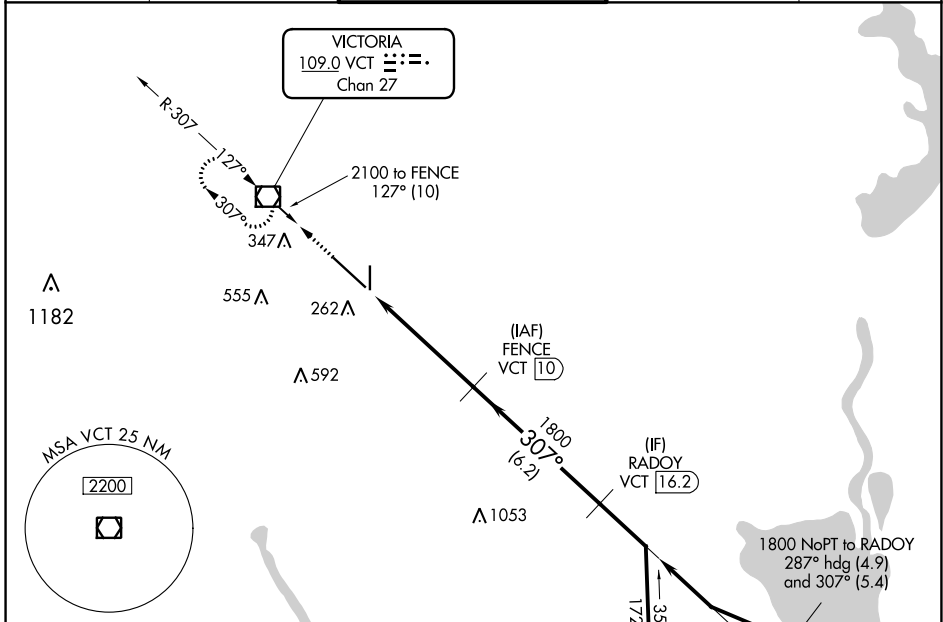 VICTORIA
109.0 VCT
Chan 27
R-307
127°
307°
2100 to FENCE
127° (10)
347
555
262
1182
592
(IAF)
FENCE
VCT 10
1800
307°
(6.2)
(IF)
RADOY
VCT 16.2
MSA VCT 25 NM
2200
1053
1800 NoPT to RADOY
287° hdg (4.9)
and 307° (5.4)